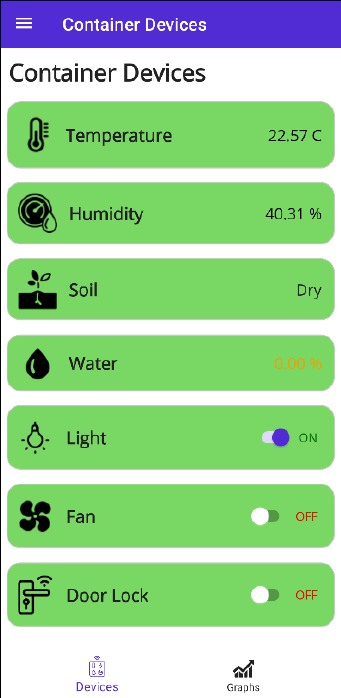 Container Devices
Container Devices
Temperature 22.57 C
Humidity 40.31 %
Soil Dry
Water 0.00 %
Light ON
Fan OFF
Door Lock OFF
Devices Graphs